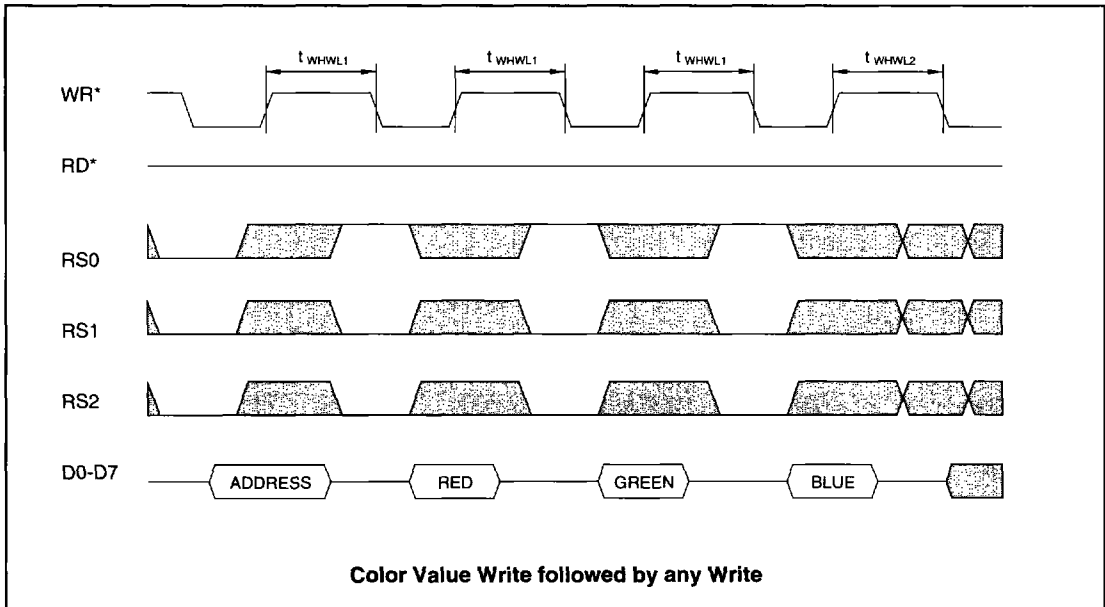 t WHWL1 t WHWL1 t WHWL1 t WHWL2
WR*
RD*
RS0
RS1
RS2
D0-D7 ADDRESS RED GREEN BLUE
Color Value Write followed by any Write